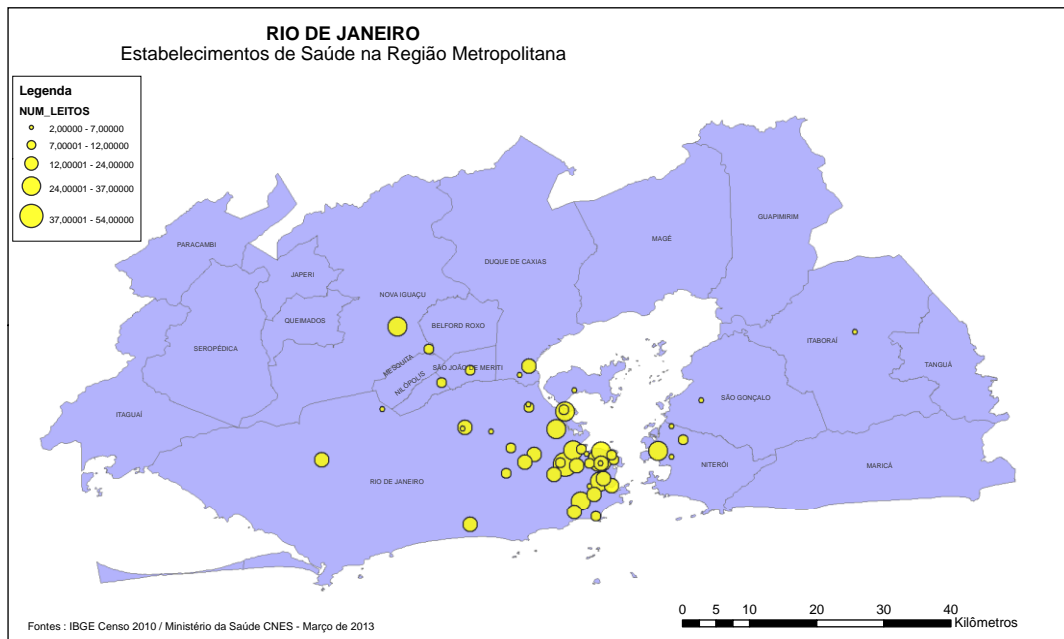 RIO DE JANEIRO
Estabelecimentos de Saúde na Região Metropolitana
Legenda
NUM_LEITOS
2,00000 - 7,00000
7,00001 - 12,00000
12,00001 - 24,00000
24,00001 - 37,00000
37,00001 - 54,00000
GUAPIMIRIM
MAGÉ
PARACAMBI
DUQUE DE CAXIAS
JAPERI
NOVA IGUAÇU
QUEIMADOS
BELFORD ROXO
ITABORAÍ
SEROPÉDICA
MESQUITA
SÃO JOÃO DE MERITI
TANGUÁ
NILÓPOLIS
SÃO GONÇALO
ITAGUAÍ
NITERÓI
MARICÁ
RIO DE JANEIRO
0 5 10 20 30 40
Kilômetros
Fontes : IBGE Censo 2010 / Ministério da Saúde CNES - Março de 2013